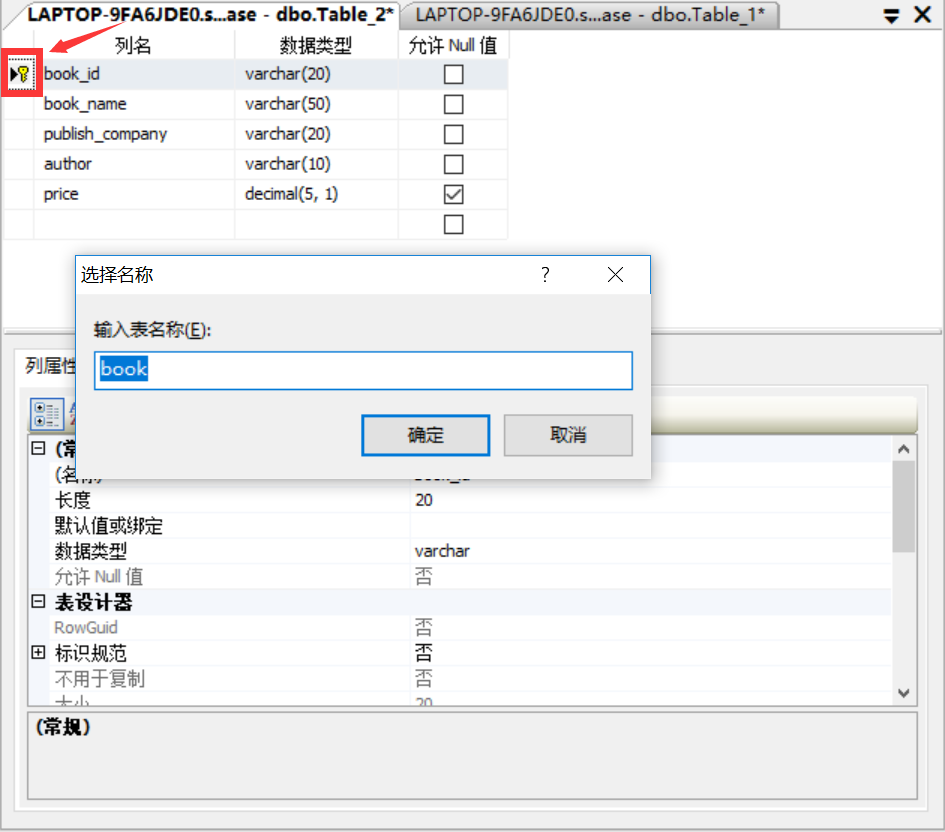 LAPTOP-9FA6JDE0.s...ase - dbo.Table_2* LAPTOP-9FA6JDE0.s...ase - dbo.Table_1*
列名 数据类型 允许 Null 值
book_id varchar(20)
book_name varchar(50)
publish_company varchar(20)
author varchar(10)
price decimal(5, 1)
选择名称 ?
输入表名称(E):
book
确定 取消
列属性
(常
(名称)
长度 20
默认值或绑定
数据类型 varchar
允许 Null 值 否
表设计器
RowGuid 否
标识规范 否
不用于复制 否
大小 20
(常规)